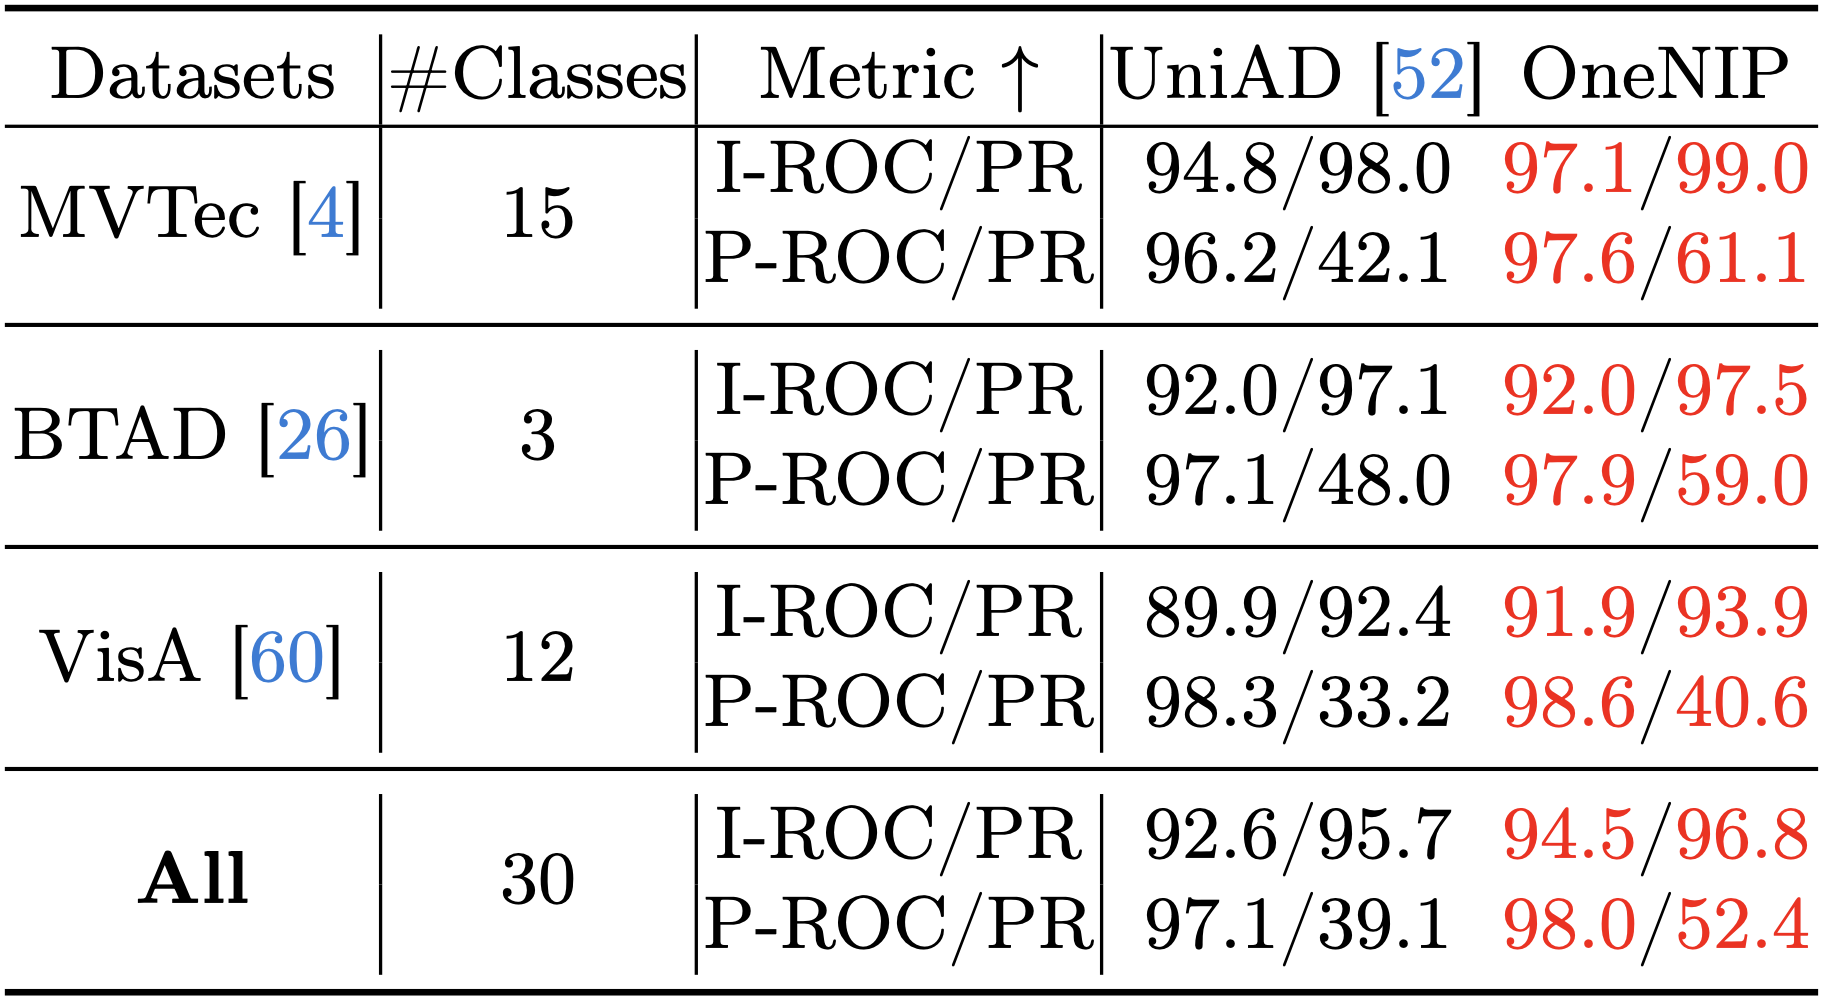 Datasets #Classes Metric ↑ UniAD [52] OneNIP
I-ROC/PR 94.8/98.0 97.1/99.0
MVTec [4] 15
P-ROC/PR 96.2/42.1 97.6/61.1
I-ROC/PR 92.0/97.1 92.0/97.5
BTAD [26] 3
P-ROC/PR 97.1/48.0 97.9/59.0
I-ROC/PR 89.9/92.4 91.9/93.9
VisA [60] 12
P-ROC/PR 98.3/33.2 98.6/40.6
I-ROC/PR 92.6/95.7 94.5/96.8
All 30
P-ROC/PR 97.1/39.1 98.0/52.4